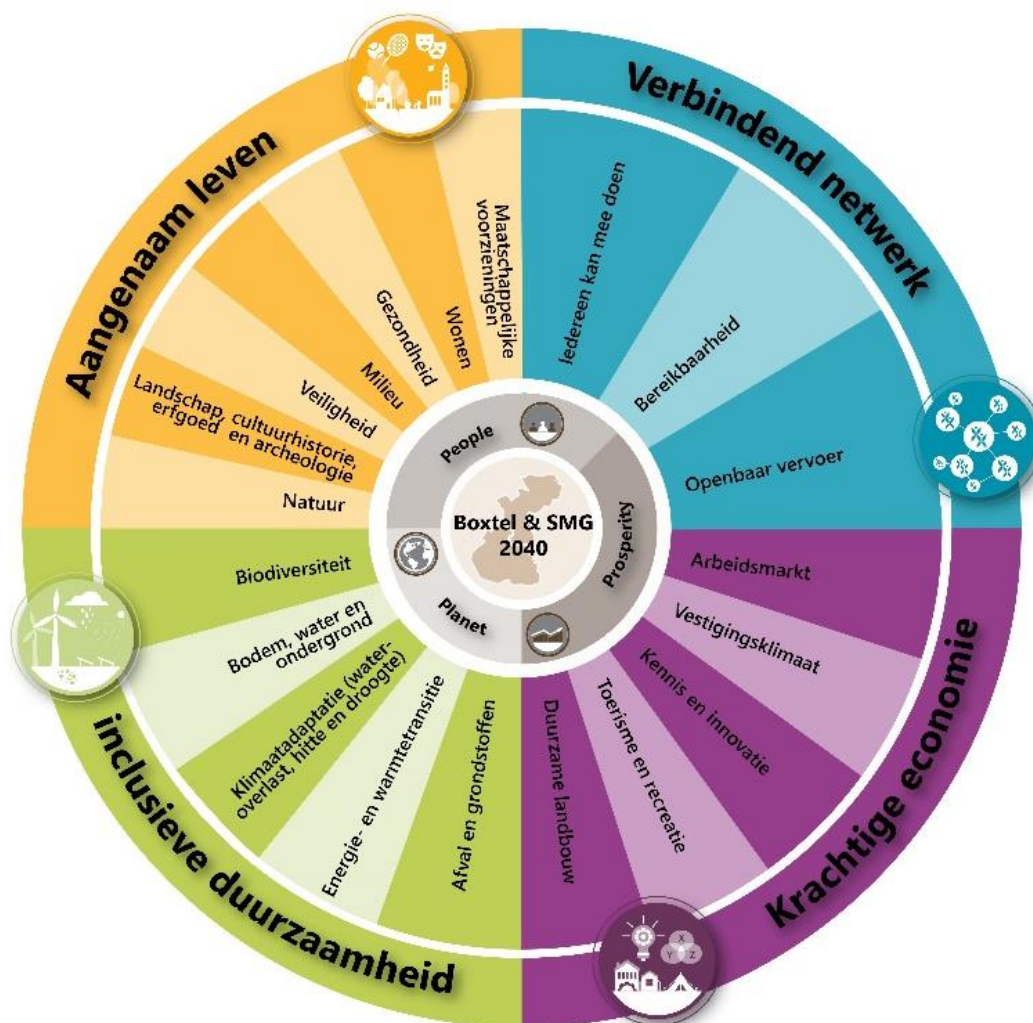 Aangenaam leven
Maatschappelijke
voorzieningen
Wonen
Gezondheid
Milieu
Veiligheid
Landschap, cultuurhistorie,
erfgoed en archeologie
Natuur
Verbindend netwerk
Iedereen kan mee doen
Bereikbaarheid
Openbaar vervoer
Krachtige economie
Arbeidsmarkt
Vestigingsklimaat
Kennis en innovatie
Toerisme en recreatie
Duurzame landbouw
X
Y
Z
inclusieve duurzaamheid
Biodiversiteit
Bodem, water en
ondergrond
Klimaatadaptatie (water-
overlast, hitte en droogte)
Energie- en warmtetransitie
Afval en grondstoffen
People
Prosperity
Planet
Boxtel & SMG
2040